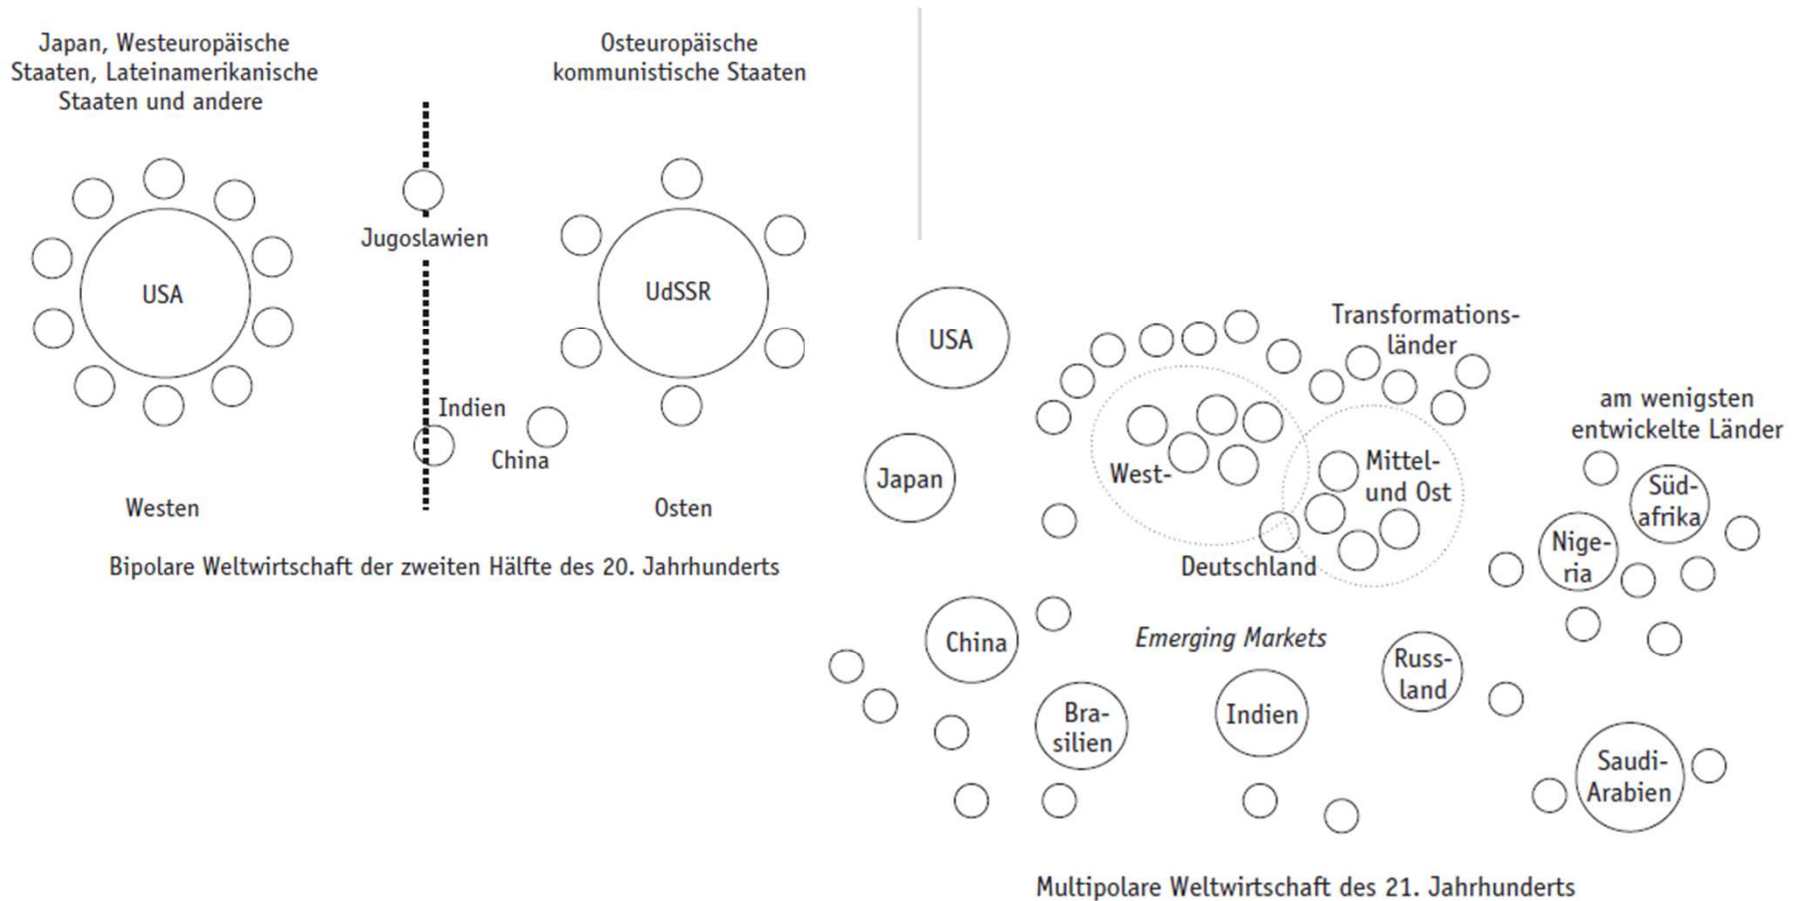 Japan, Westeuropäische
Staaten, Lateinamerikanische
Staaten und andere
Osteuropäische
kommunistische Staaten
Jugoslawien
USA
UdSSR
Indien
China
Westen
Osten
Bipolare Weltwirtschaft der zweiten Hälfte des 20. Jahrhunderts
USA
Transformations-
länder
am wenigsten
entwickelte Länder
Japan
West-
Mittel-
und Ost
Deutschland
Süd-
afrika
Nige-
ria
China
Emerging Markets
Russ-
land
Bra-
silien
Indien
Saudi-
Arabien
Multipolare Weltwirtschaft des 21. Jahrhunderts